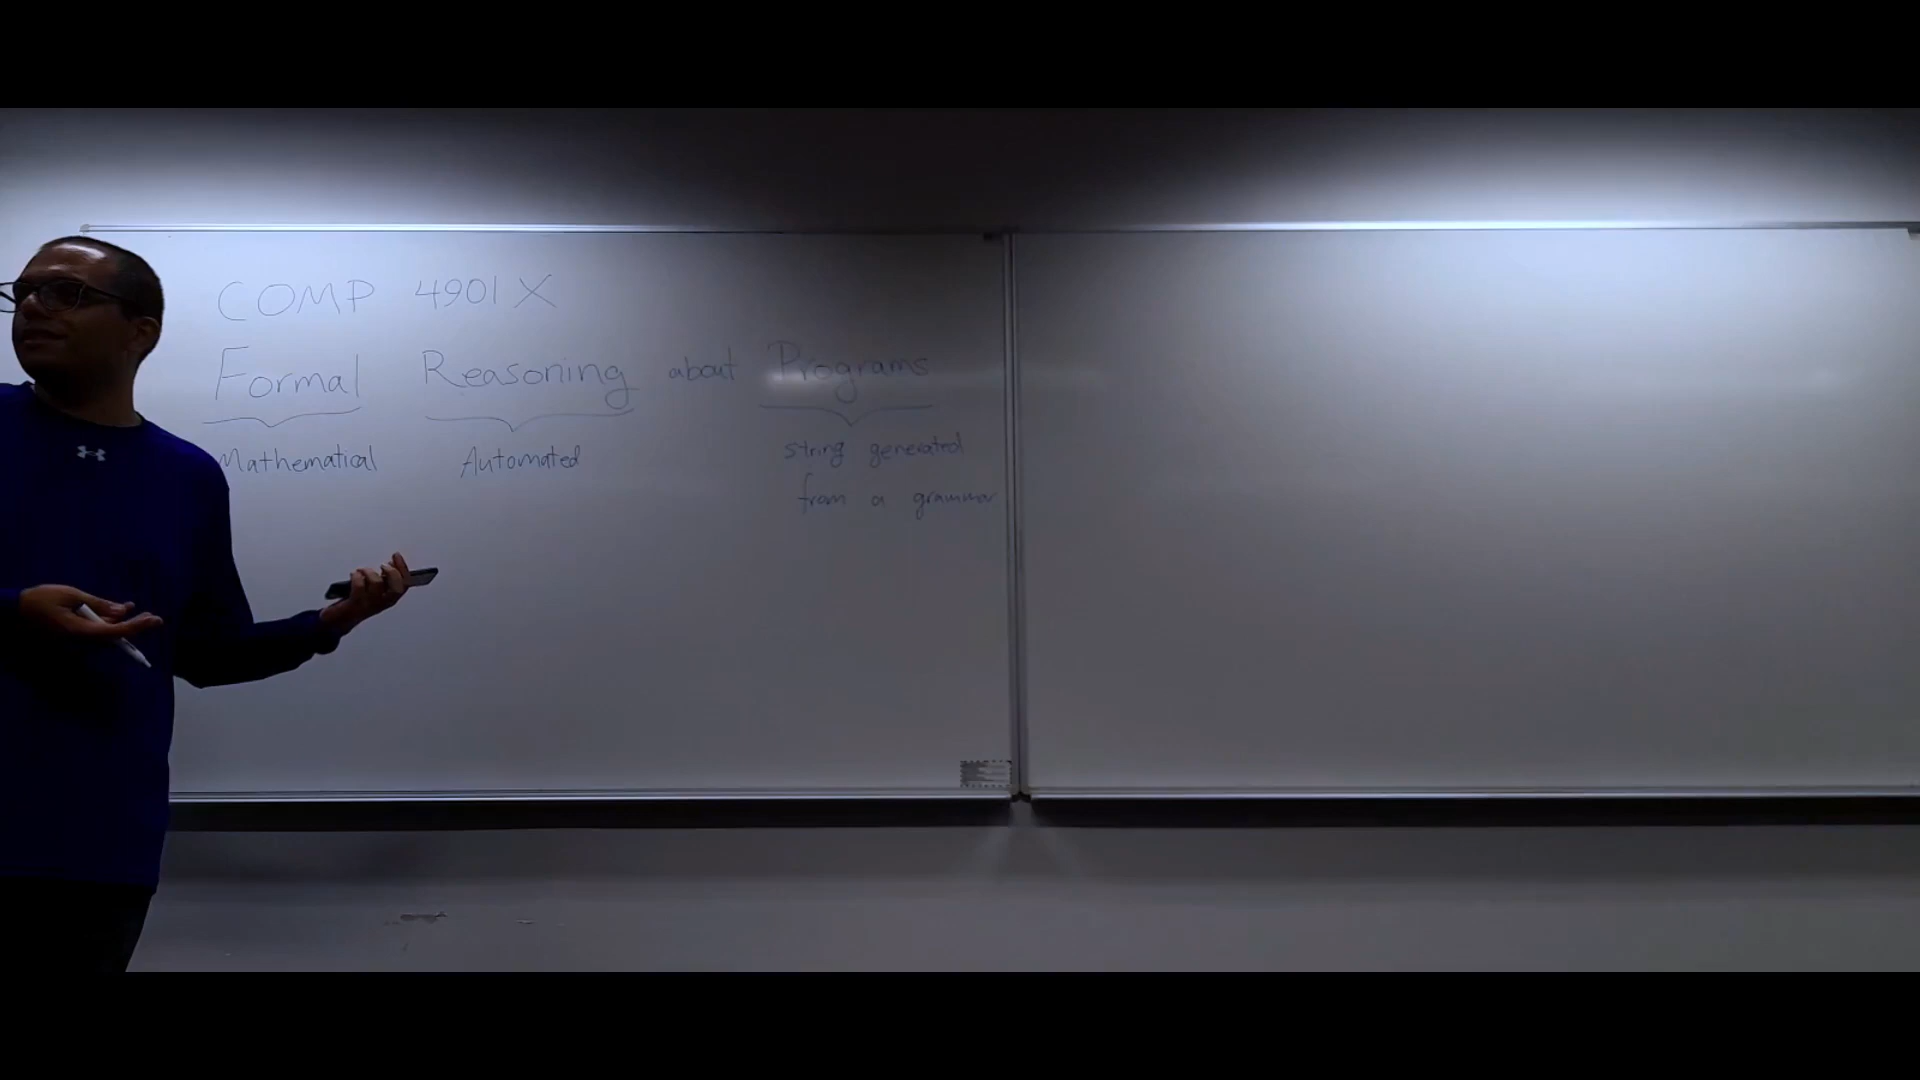 COMP 4901 X
Formal Reasoning about Programs
Mathematical Automated string generated
from a grammar